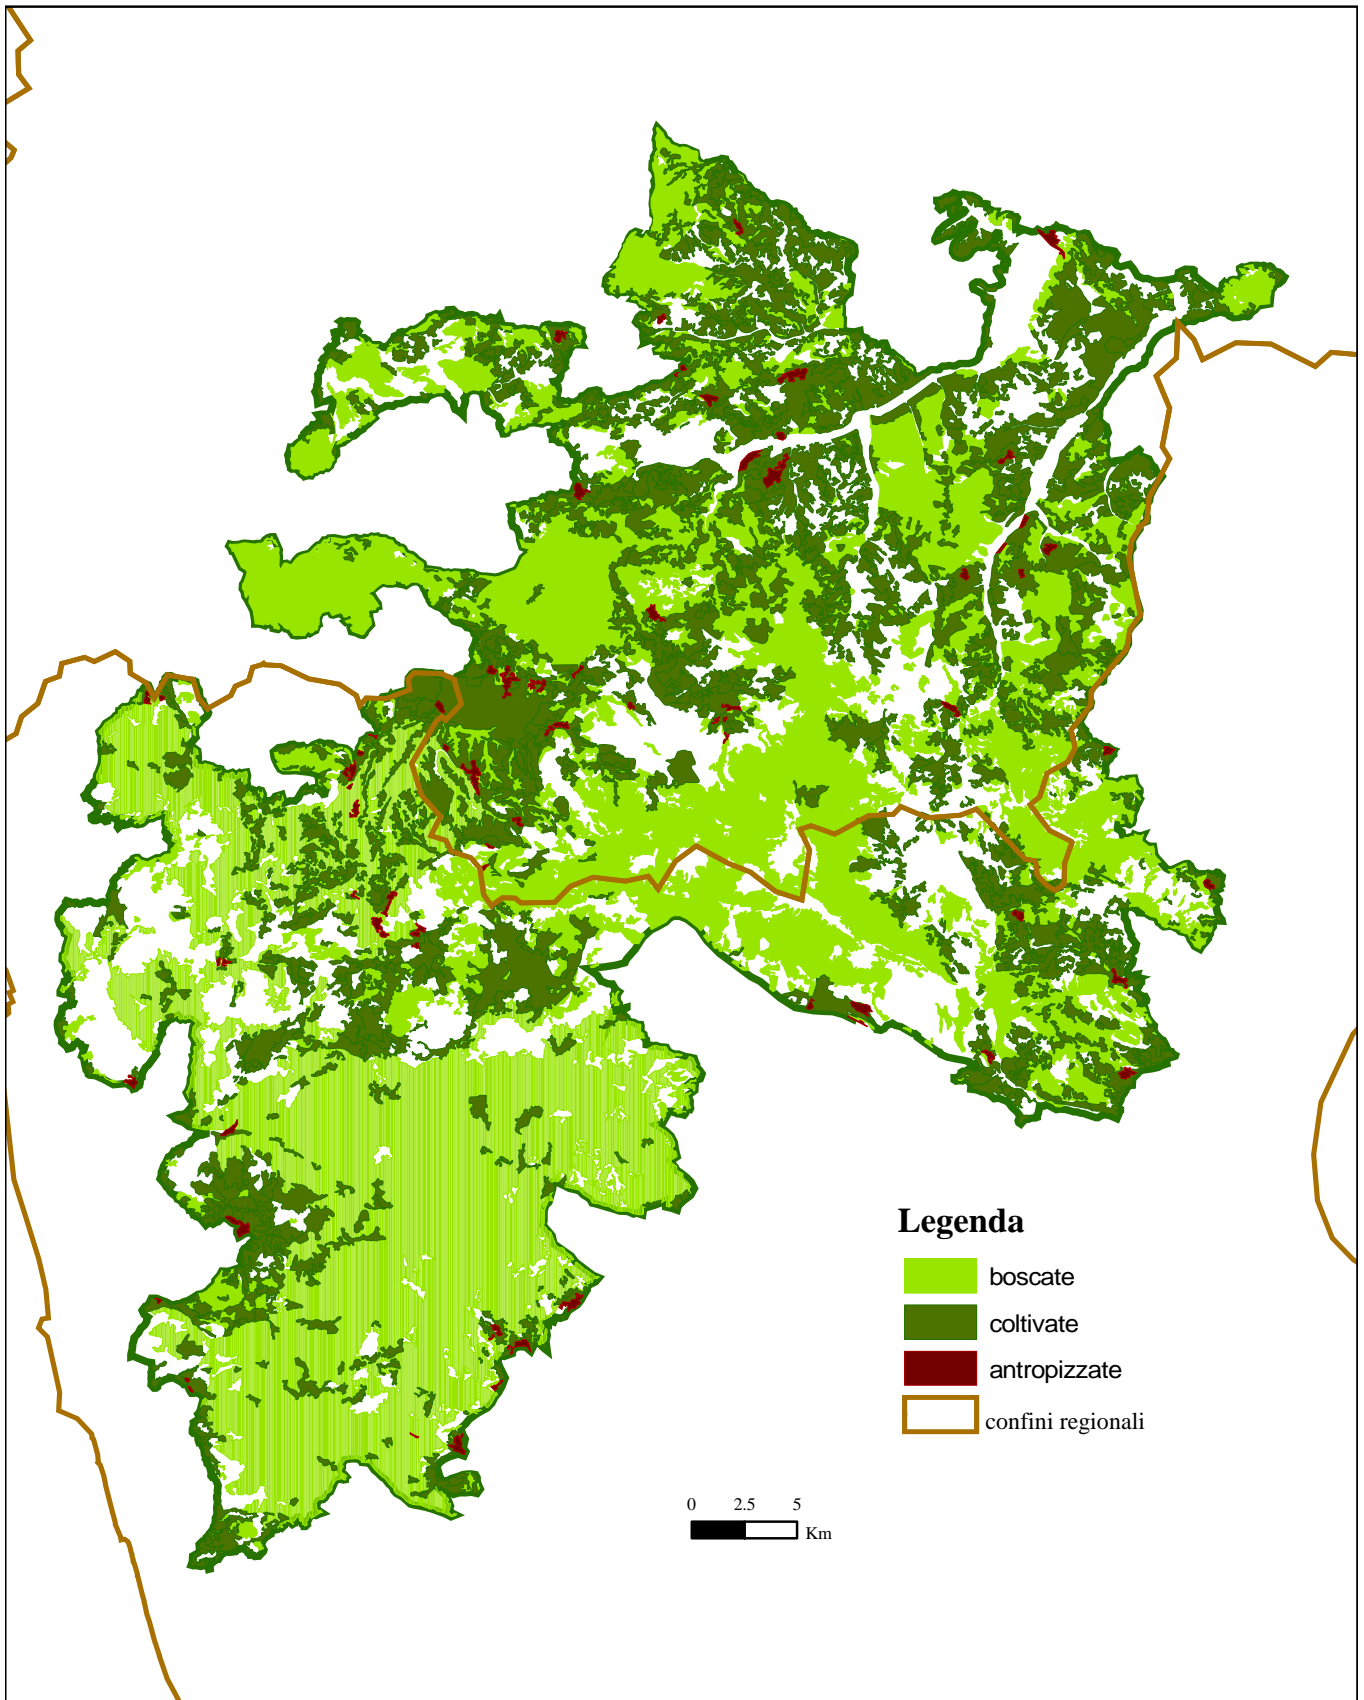 Legenda
boscate
coltivate
antropizzate
confini regionali
0 2.5 5
Km